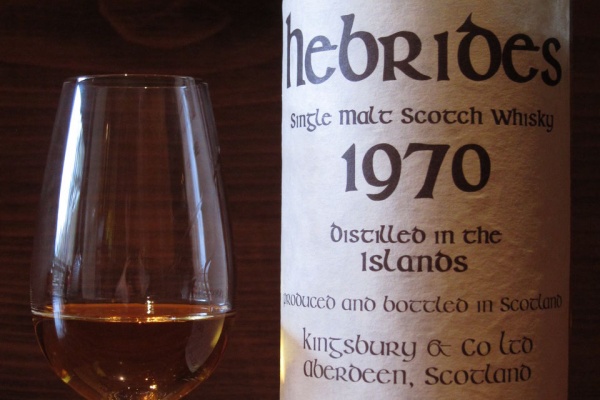 hebrides
Single Malt Scotch Whisky
1970
distilled in the
Islands
produced and bottled in Scotland
Kingsbury & Co Ltd
Aberdeen, Scotland